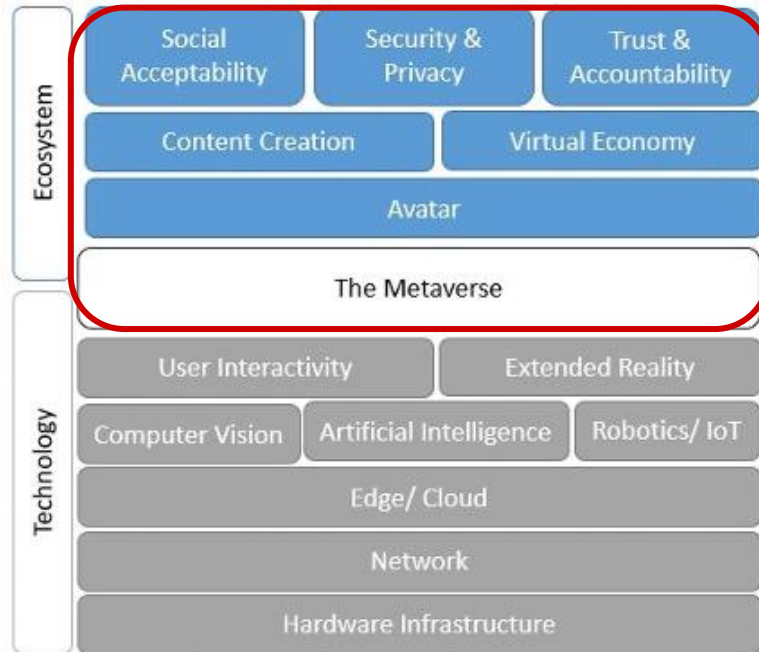 Ecosystem
Social
Acceptability
Security &
Privacy
Trust &
Accountability
Content Creation
Virtual Economy
Avatar
The Metaverse
Technology
User Interactivity
Extended Reality
Computer Vision
Artificial Intelligence
Robotics/ IoT
Edge/ Cloud
Network
Hardware Infrastructure